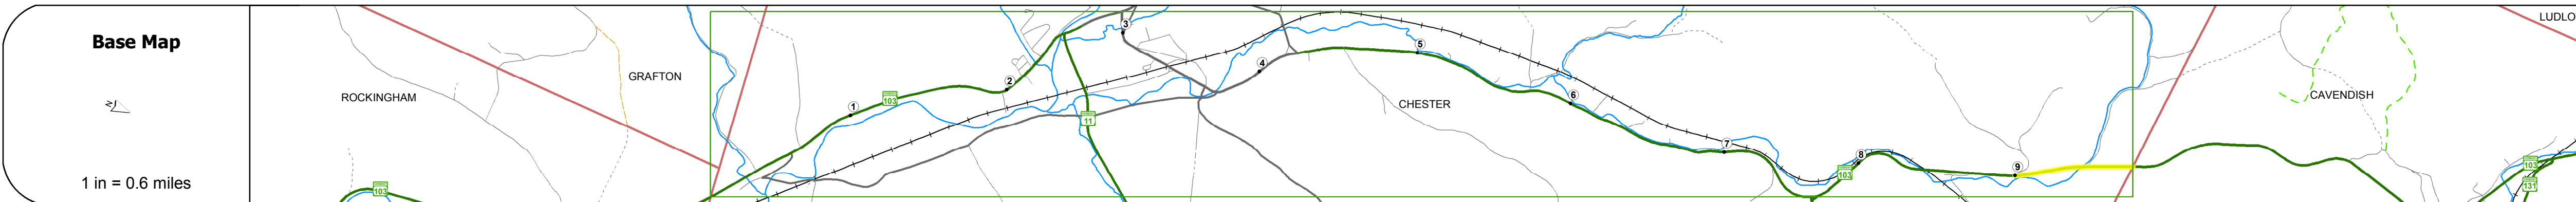 Base Map
N
1 in = 0.6 miles
ROCKINGHAM
GRAFTON
CHESTER
CAVENDISH
LUDLO
103
103
11
103
103
131
1
2
3
4
5
6
7
8
9